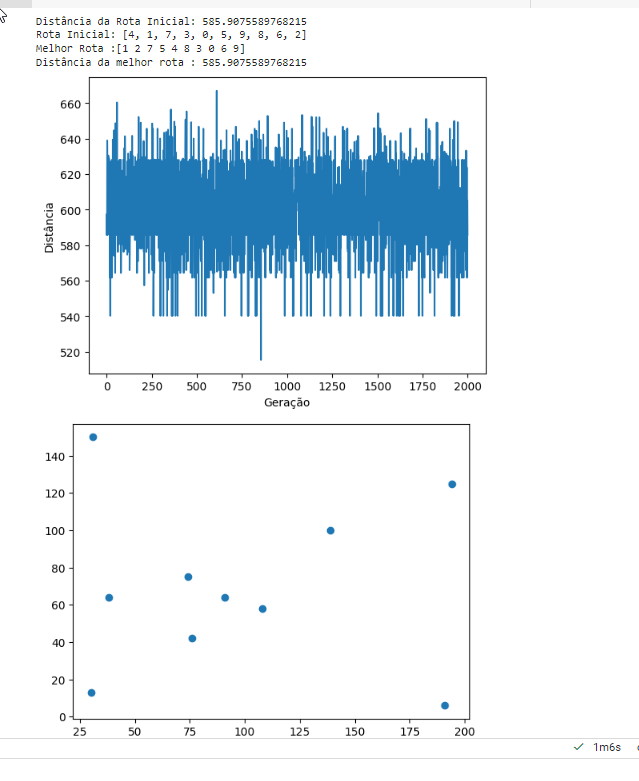 Distância da Rota Inicial: 585.9075589768215
Rota Inicial: [4, 1, 7, 3, 0, 5, 9, 8, 6, 2]
Melhor Rota :[1 2 7 5 4 8 3 0 6 9]
Distância da melhor rota : 585.9075589768215
660
640
620
600
580
560
540
520
Distância
0 250 500 750 1000 1250 1500 1750 2000
Geração
140
120
100
80
60
40
20
0
25 50 75 100 125 150 175 200
1m6s